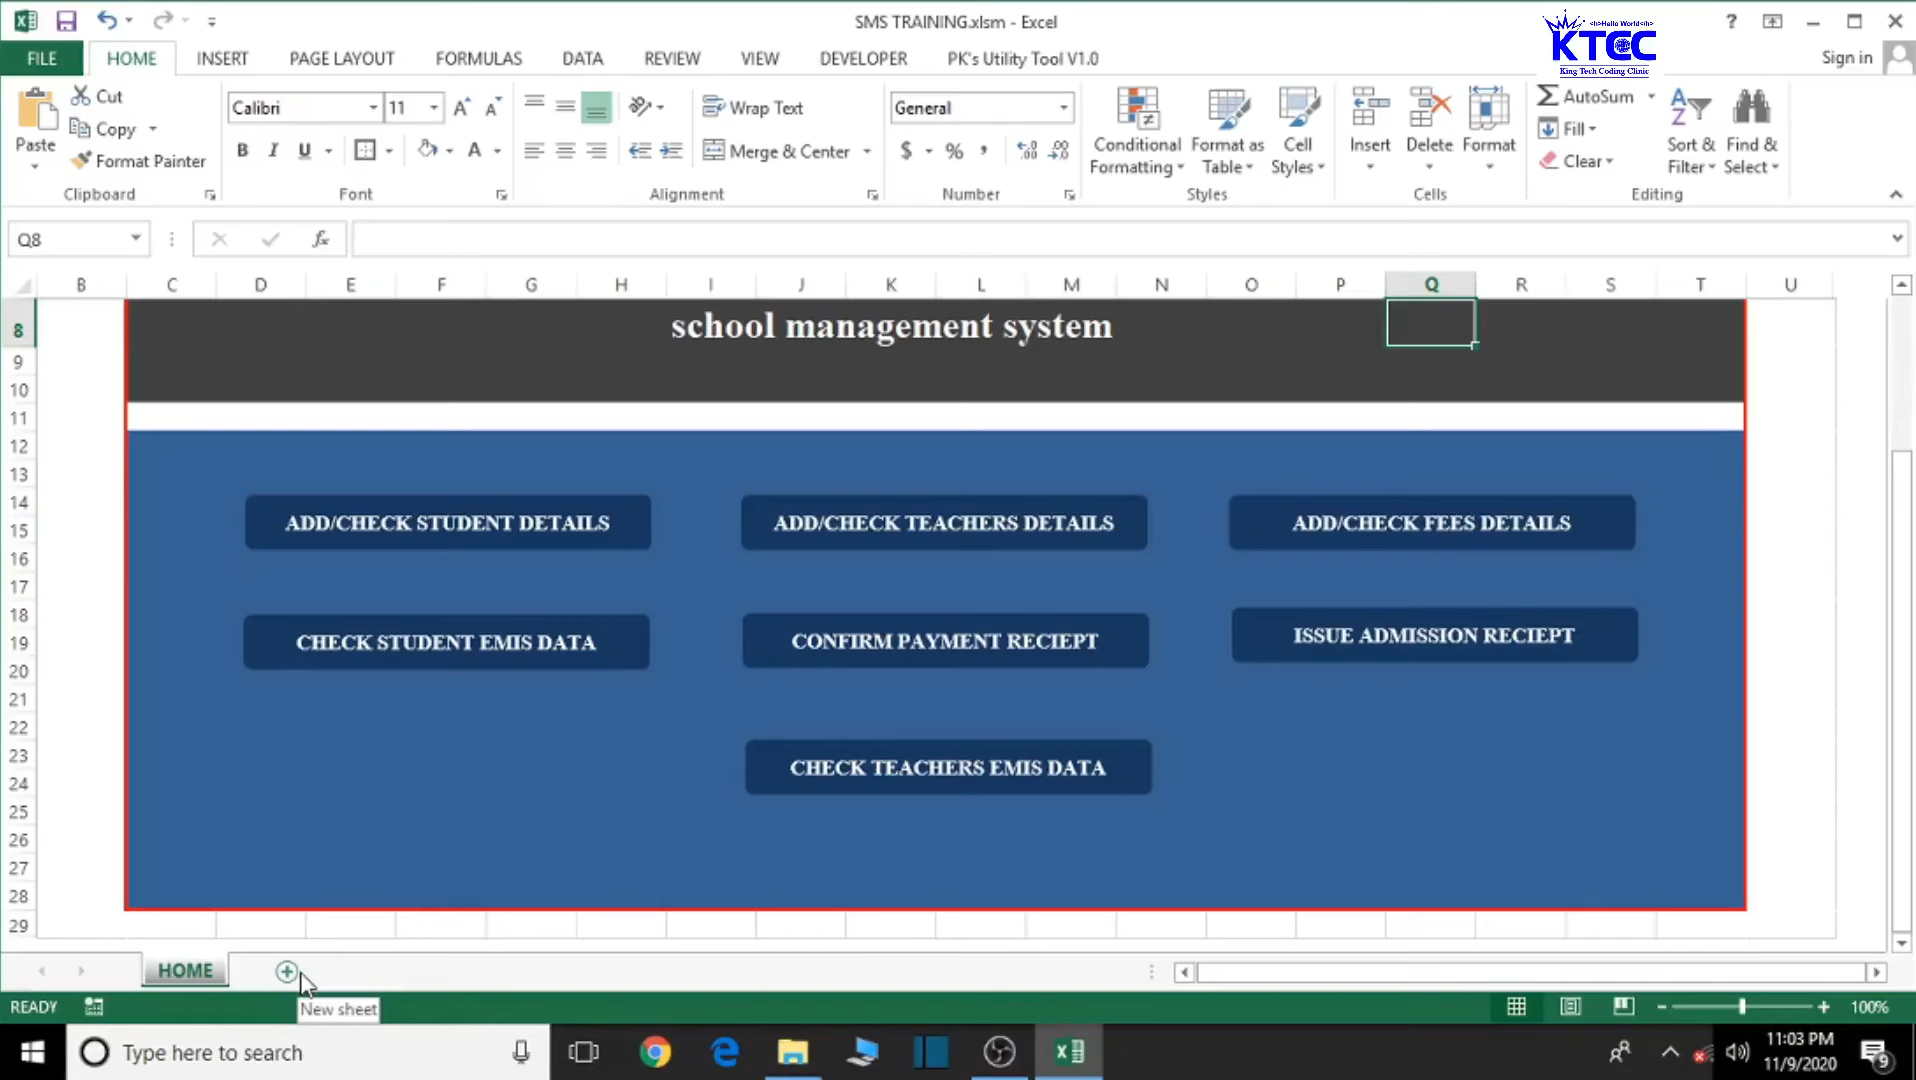 SMS TRAINING.xlsm - Excel
<h>Hello World</h>
KTCC
King Tech Coding Clinic
?
Sign in
FILE HOME INSERT PAGE LAYOUT FORMULAS DATA REVIEW VIEW DEVELOPER PK's Utility Tool V1.0
Paste
Cut
Copy
Format Painter
Clipboard
Calibri 11
B I U A
Font
Wrap Text
Merge & Center
Alignment
General
$ % ,
Number
Conditional Formatting
Format as Table
Cell Styles
Styles
Insert Delete Format
Cells
AutoSum
Fill
Clear
Sort & Filter
Find & Select
Editing
Q8
fx
B C D E F G H I J K L M N O P Q R S T U
8
9
10
11
12
13
14
15
16
17
18
19
20
21
22
23
24
25
26
27
28
29
school management system
ADD/CHECK STUDENT DETAILS ADD/CHECK TEACHERS DETAILS ADD/CHECK FEES DETAILS
CHECK STUDENT EMIS DATA CONFIRM PAYMENT RECIEPT ISSUE ADMISSION RECIEPT
CHECK TEACHERS EMIS DATA
HOME
New sheet
READY
100%
Type here to search
11:03 PM
11/9/2020
9